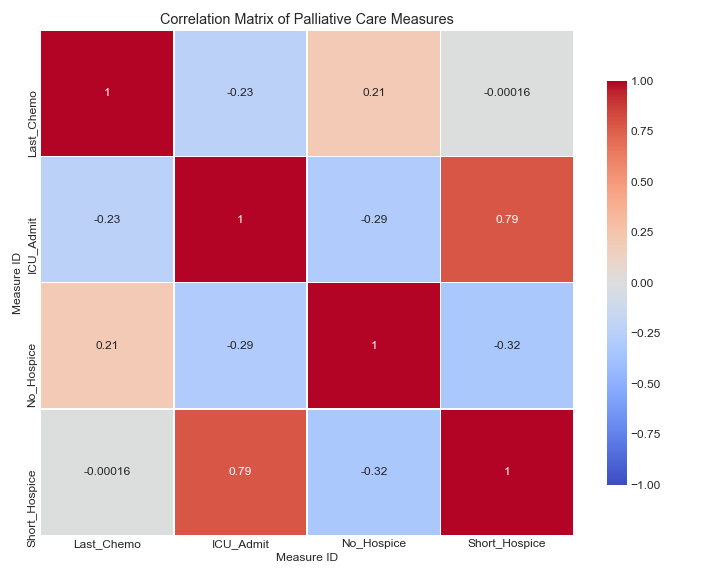 Correlation Matrix of Palliative Care Measures
Last_Chemo
1
-0.23
0.21
-0.00016
ICU_Admit
-0.23
1
-0.29
0.79
No_Hospice
0.21
-0.29
1
-0.32
Short_Hospice
-0.00016
0.79
-0.32
1
Measure ID
Last_Chemo
ICU_Admit
No_Hospice
Short_Hospice
Measure ID
1.00
0.75
0.50
0.25
0.00
−0.25
−0.50
−0.75
−1.00